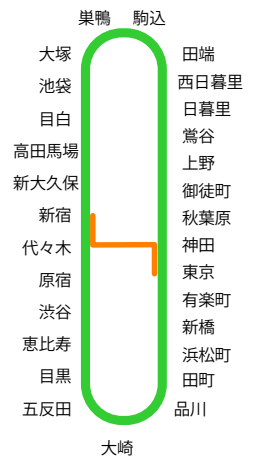 巣鴨
駒込
大塚
田端
池袋
西日暮里
目白
日暮里
高田馬場
鶯谷
新大久保
上野
新宿
御徒町
代々木
秋葉原
原宿
神田
渋谷
東京
恵比寿
有楽町
目黒
新橋
五反田
浜松町
大崎
田町
品川